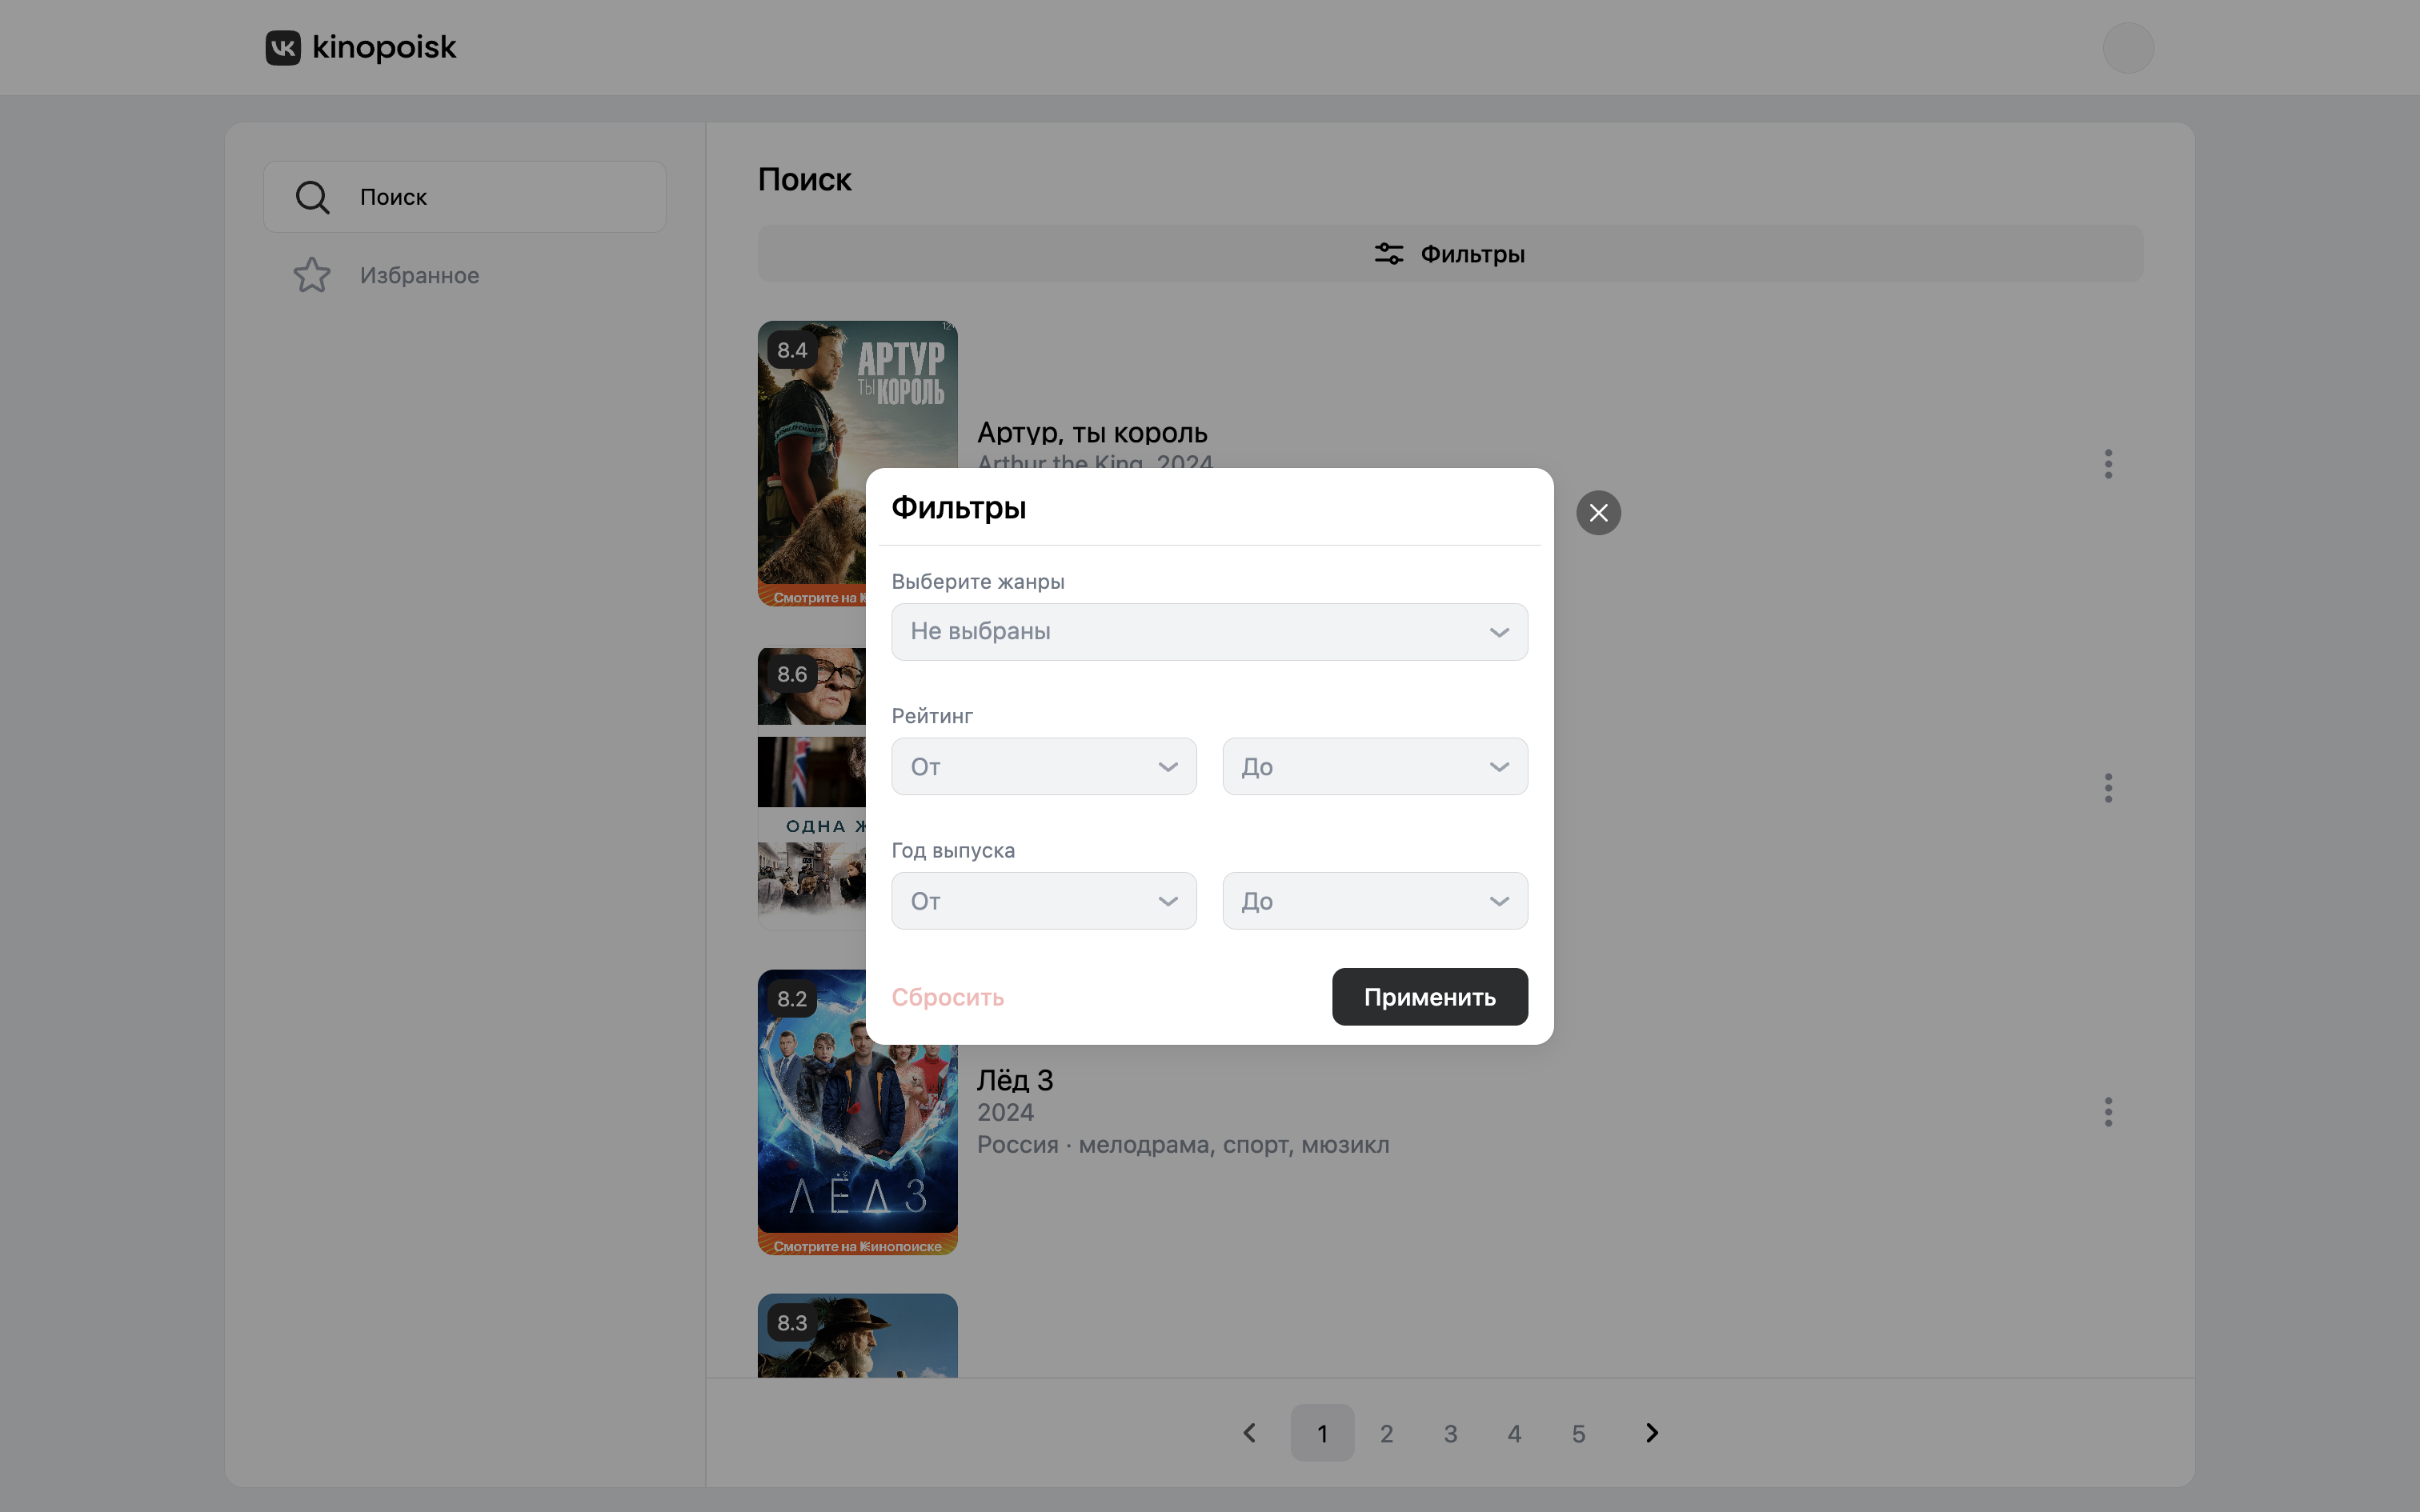 kinopoisk
Поиск
Избранное
Поиск
Фильтры
8.4
АРТУР
ТЫ КОРОЛЬ
Смотрите на
Артур, ты король
Arthur the King, 2024
Фильтры
Выберите жанры
Не выбраны
Рейтинг
От
До
Год выпуска
От
До
Сбросить
Применить
8.6
ОДНА
8.2
ЛЁД 3
Смотрите на Кинопоиске
Лёд 3
2024
Россия · мелодрама, спорт, мюзикл
8.3
1
2
3
4
5